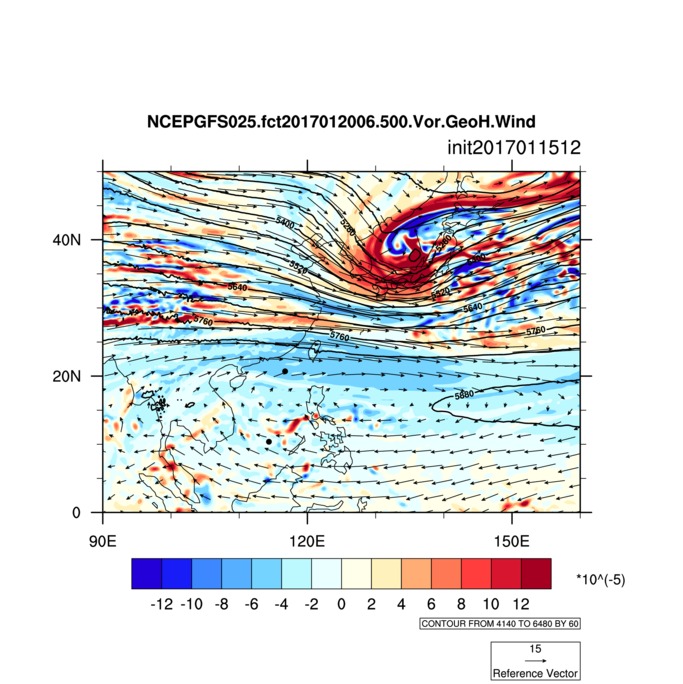 NCEPGFS025.fct2017012006.500.Vor.GeoH.Wind
init2017011512
40N
20N
0
90E 120E 150E
5400
5280
5520
5640
5760
5760
5520
5640
5760
5880
-12 -10 -8 -6 -4 -2 0 2 4 6 8 10 12
*10^(-5)
CONTOUR FROM 4140 TO 6480 BY 60
15
Reference Vector